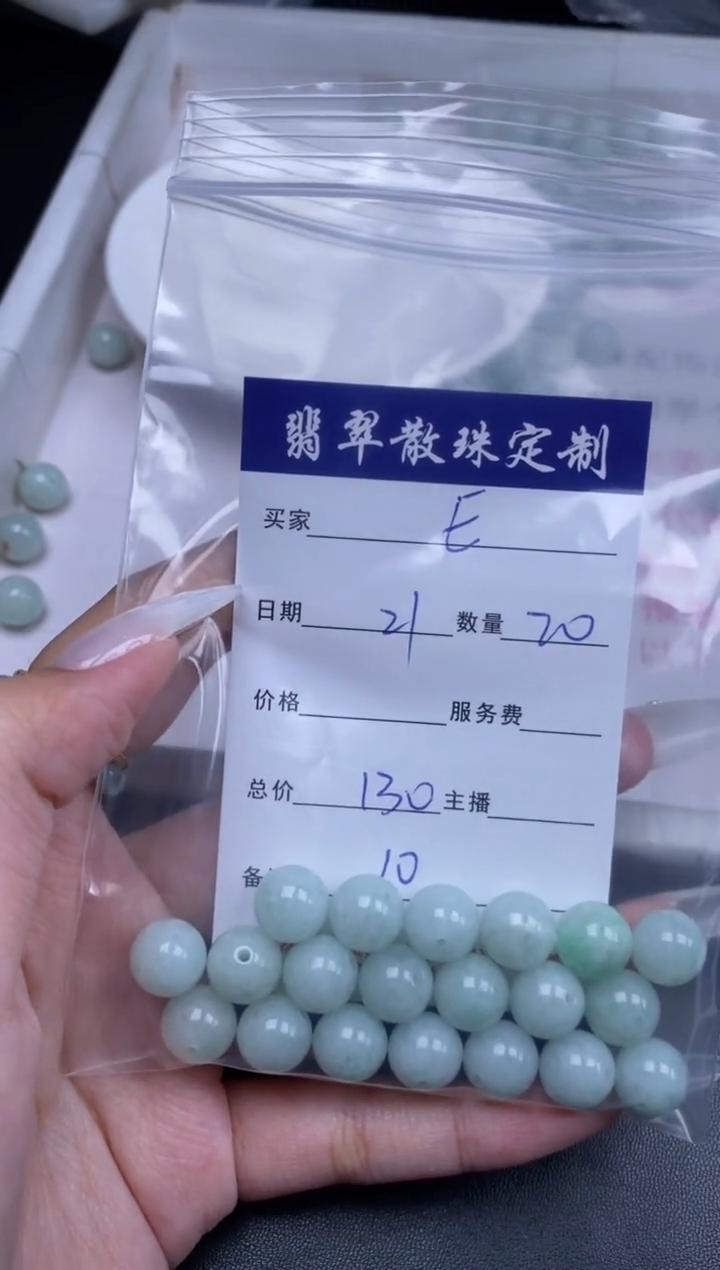 翡翠散珠定制
买家 E
日期 21 数量 20
价格 服务费
总价 130 主播
备 10